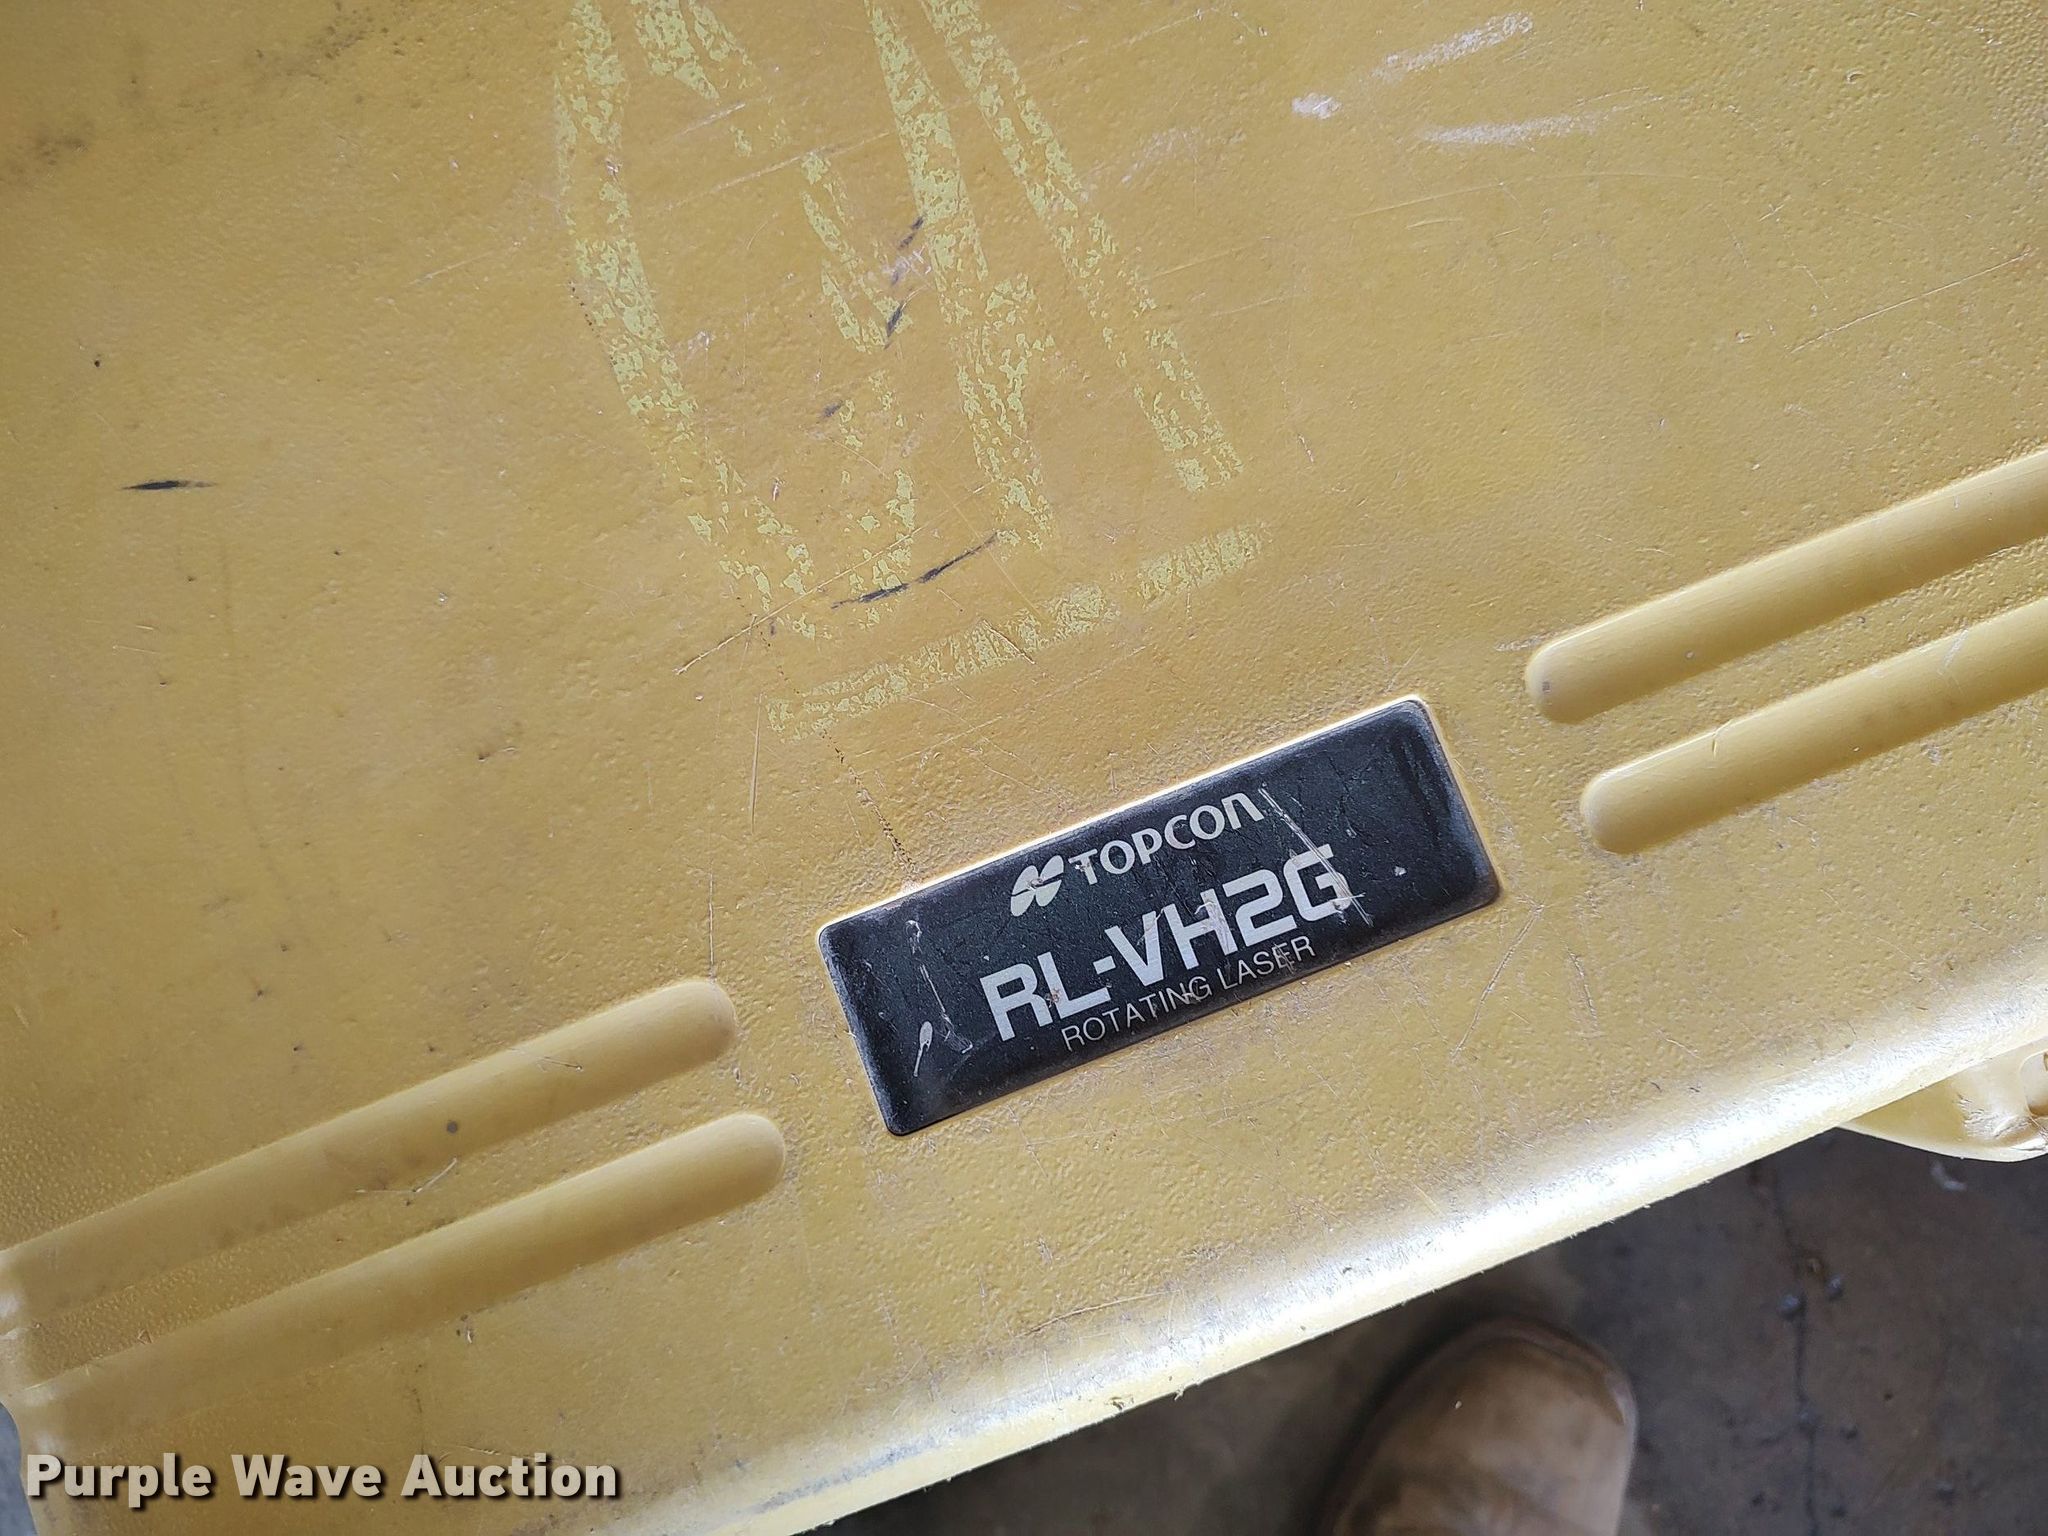 TOPCON
RL-VH2G
ROTATING LASER
Purple Wave Auction